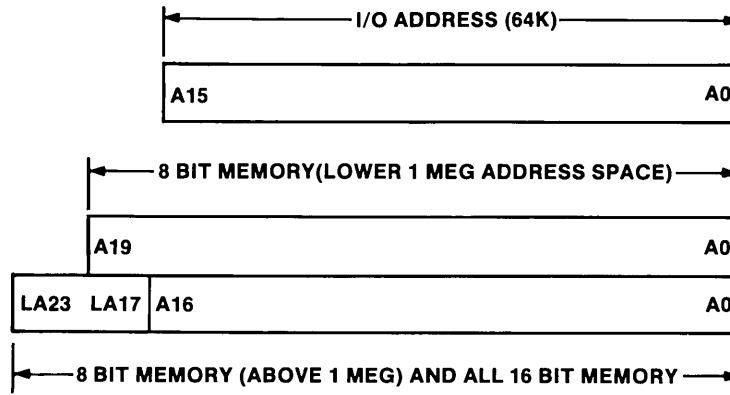 I/O ADDRESS (64K)
A15 A0
8 BIT MEMORY(LOWER 1 MEG ADDRESS SPACE)
A19 A0
LA23 LA17 A16 A0
8 BIT MEMORY (ABOVE 1 MEG) AND ALL 16 BIT MEMORY